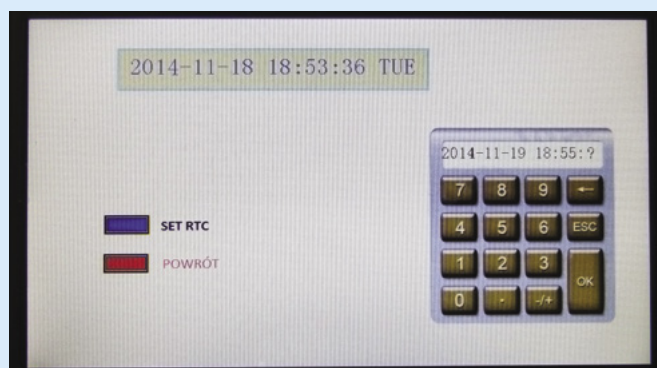 2014-11-18 18:53:36 TUE
2014-11-19 18:55:?
7 8 9 ←
4 5 6 ESC
SET RTC
1 2 3
POWRÓT
OK
0 . -/+